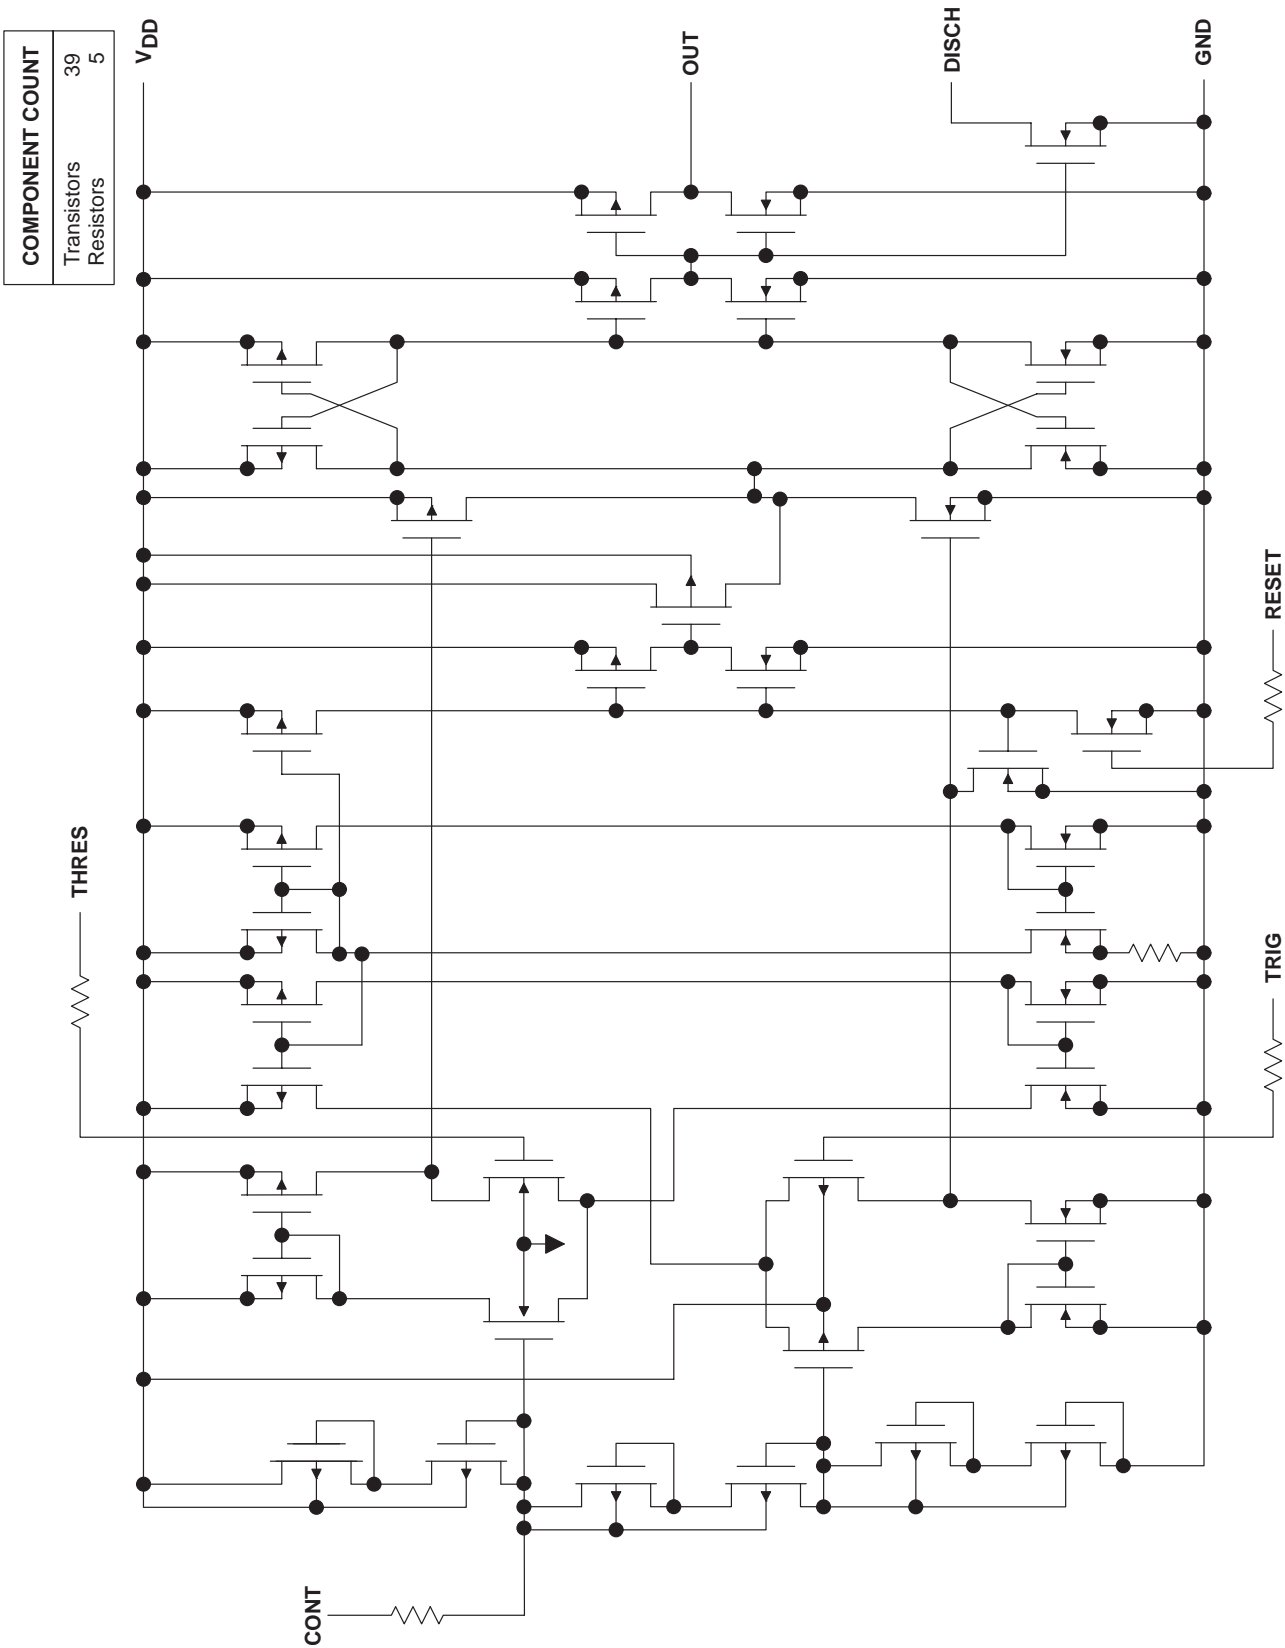 COMPONENT COUNT
Transistors 39
Resistors 5
VDD
OUT
DISCH
GND
THRES
RESET
TRIG
CONT